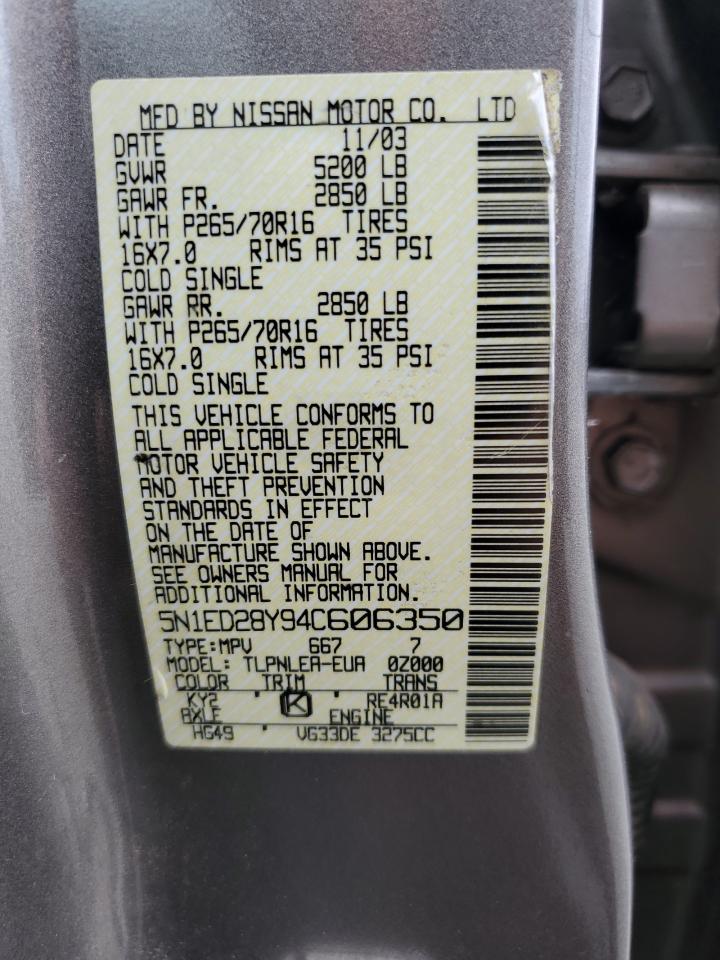 MFD BY NISSAN MOTOR CO. LTD
DATE 11/03
GVWR 5200 LB
GAWR FR. 2850 LB
WITH P265/70R16 TIRES
16X7.0 RIMS AT 35 PSI
COLD SINGLE
GAWR RR. 2850 LB
WITH P265/70R16 TIRES
16X7.0 RIMS AT 35 PSI
COLD SINGLE
THIS VEHICLE CONFORMS TO
ALL APPLICABLE FEDERAL
MOTOR VEHICLE SAFETY
AND THEFT PREVENTION
STANDARDS IN EFFECT
ON THE DATE OF
MANUFACTURE SHOWN ABOVE.
SEE OWNERS MANUAL FOR
ADDITIONAL INFORMATION.
5N1ED28Y94C606350
TYPE:MPV 667 7
MODEL: TLPNLEA-EUA 0Z000
COLOR TRIM TRANS
KY2 K RE4R01A
AXLE ENGINE
HG49 VG33DE 3275CC